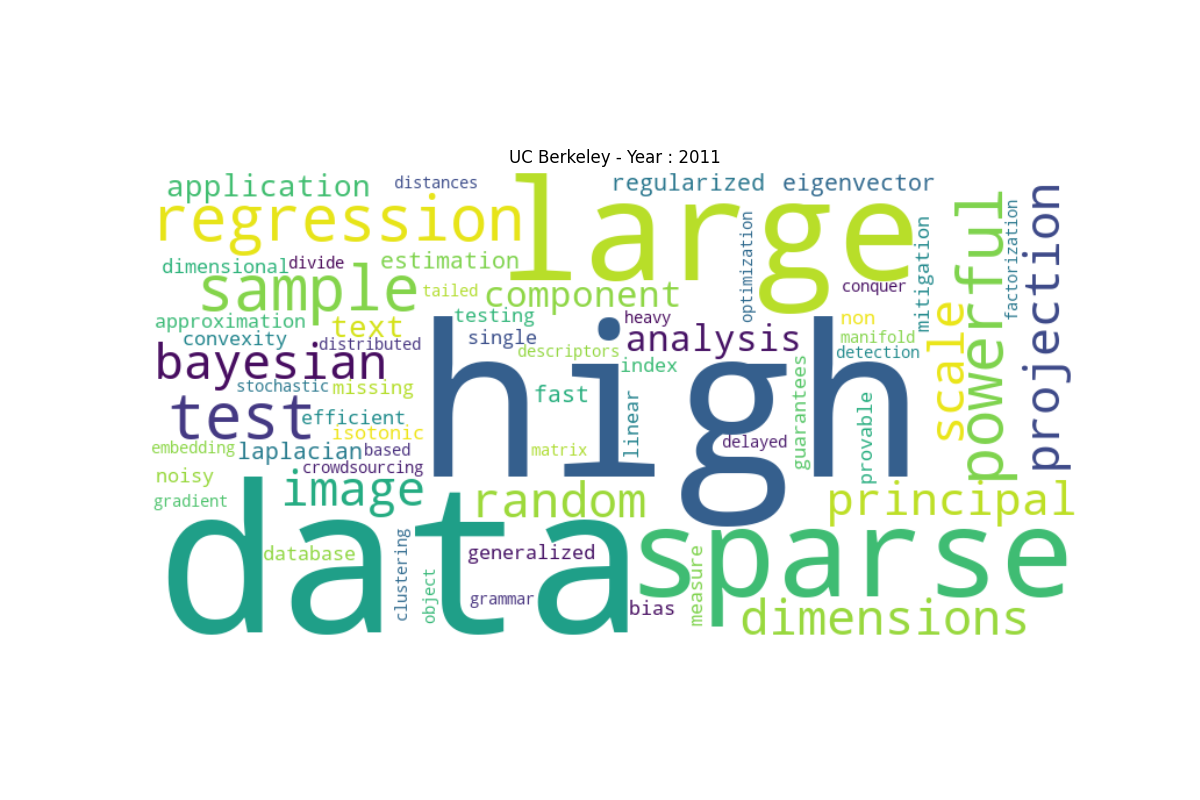 UC Berkeley - Year : 2011
application
distances
large
regularized
eigenvector
regression
powerful
projection
factorization
optimization
mitigation
dimensional
divide
estimation
sample
tailed
component
conquer
approximation
text
testing
heavy
non
scale
convexity
distributed
single
analysis
manifold
bayesian
high
descriptors
index
detection
stochastic
missing
fast
linear
guarantees
provable
test
efficient
isotonic
delayed
embedding
laplacian
based
matrix
crowdsourcing
noisy
image
random
principal
gradient
data
sparse
database
clustering
generalized
measure
object
grammar
bias
dimensions